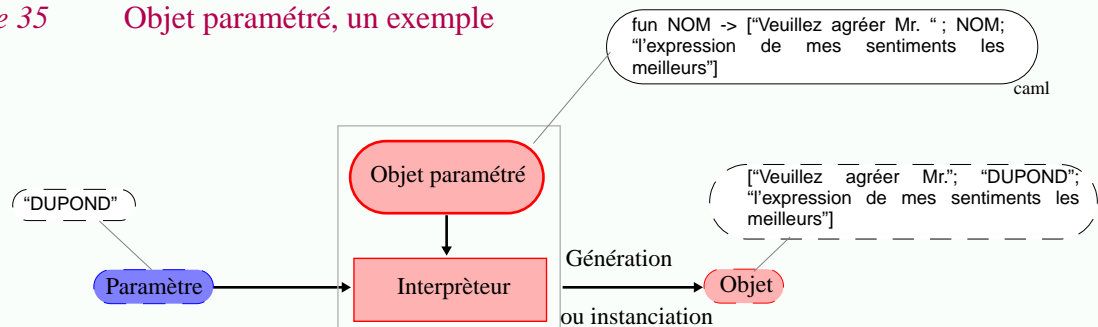 e 35 Objet paramétré, un exemple
fun NOM -> [“Veuillez agréer Mr. “ ; NOM;
“l’expression de mes sentiments les
meilleurs”]
caml
Objet paramétré
[“Veuillez agréer Mr.”; “DUPOND”;
“l’expression de mes sentiments les
meilleurs”]
“DUPOND”
Génération
Paramètre
Interprèteur
Objet
ou instanciation